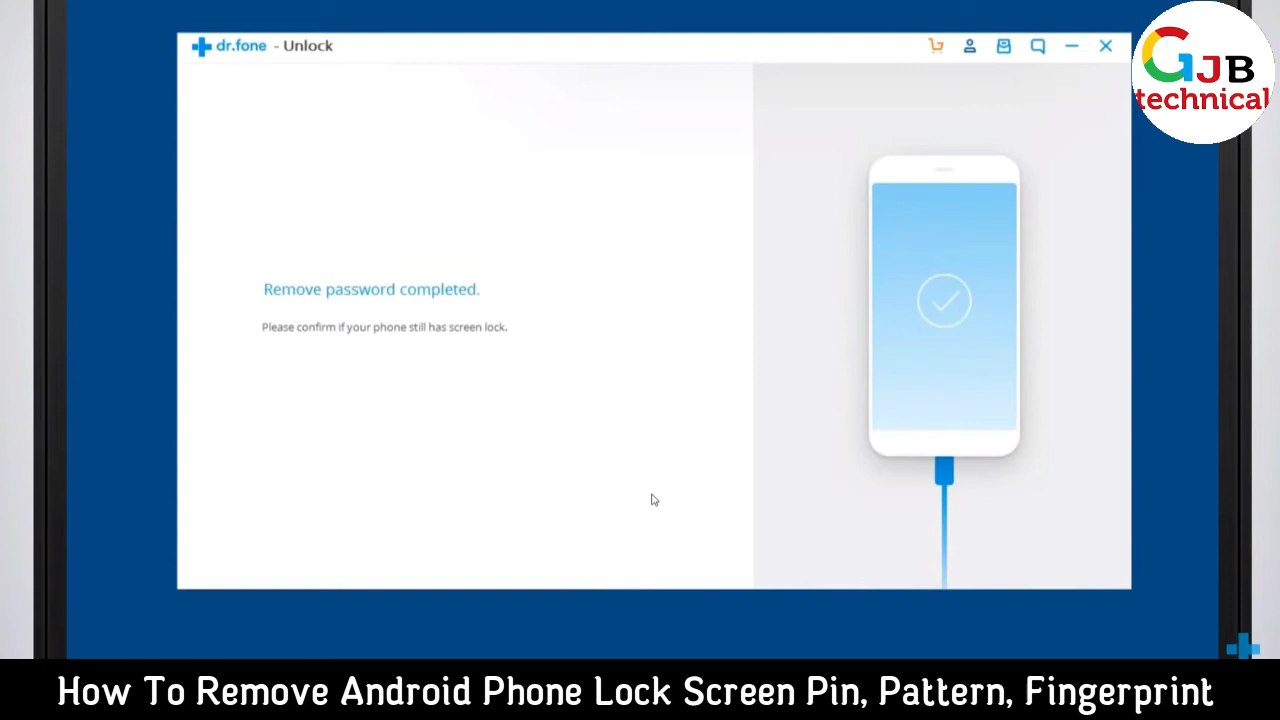 dr.fone - Unlock
GJB
technical
Remove password completed.
Please confirm if your phone still has screen lock.
How To Remove Android Phone Lock Screen Pin, Pattern, Fingerprint